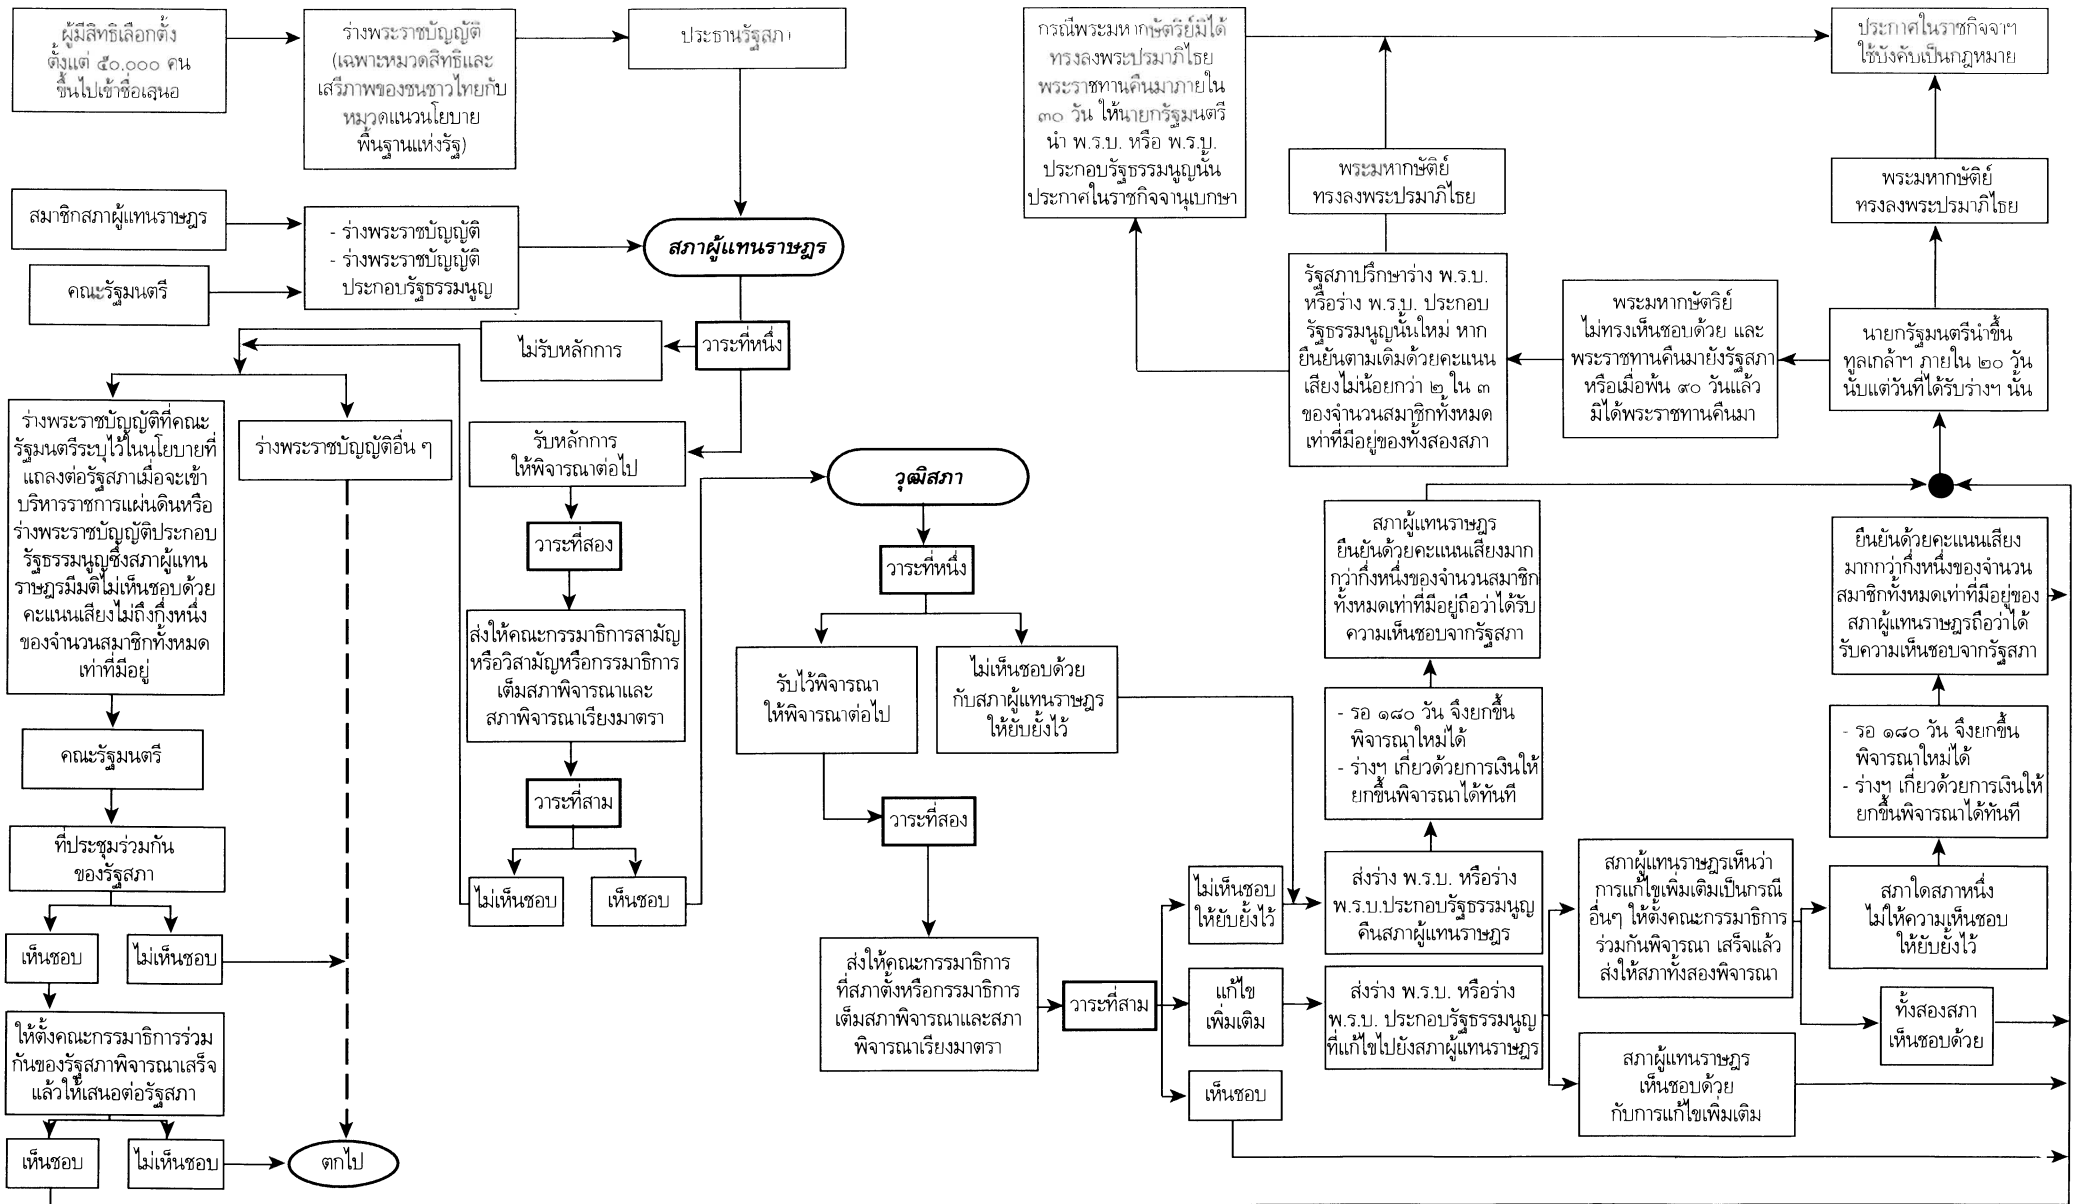 ผู้มีสิทธิเลือกตั้ง
ตั้งแต่ ๕๐,๐๐๐ คน
ขึ้นไปเข้าชื่อเสนอ
ร่างพระราชบัญญัติ
(เฉพาะหมวดสิทธิและ
เสรีภาพของชนชาวไทยกับ
หมวดแนวนโยบาย
พื้นฐานแห่งรัฐ)
ประธานรัฐสภา
สมาชิกสภาผู้แทนราษฎร
คณะรัฐมนตรี
- ร่างพระราชบัญญัติ
- ร่างพระราชบัญญัติ
ประกอบรัฐธรรมนูญ
สภาผู้แทนราษฎร
วาระที่หนึ่ง
ไม่รับหลักการ
ร่างพระราชบัญญัติที่คณะ
รัฐมนตรีระบุไว้ในนโยบายที่
แถลงต่อรัฐสภาเมื่อจะเข้า
บริหารราชการแผ่นดินหรือ
ร่างพระราชบัญญัติประกอบ
รัฐธรรมนูญซึ่งสภาผู้แทน
ราษฎรมีมติไม่เห็นชอบด้วย
คะแนนเสียงไม่ถึงกึ่งหนึ่ง
ของจำนวนสมาชิกทั้งหมด
เท่าที่มีอยู่
ร่างพระราชบัญญัติอื่น ๆ
คณะรัฐมนตรี
ที่ประชุมร่วมกัน
ของรัฐสภา
เห็นชอบ
ไม่เห็นชอบ
ให้ตั้งคณะกรรมาธิการร่วม
กันของรัฐสภาพิจารณาเสร็จ
แล้วให้เสนอต่อรัฐสภา
เห็นชอบ
ไม่เห็นชอบ
ตกไป
รับหลักการ
ให้พิจารณาต่อไป
วาระที่สอง
ส่งให้คณะกรรมาธิการสามัญ
หรือวิสามัญหรือกรรมาธิการ
เต็มสภาพิจารณาและ
สภาพิจารณาเรียงมาตรา
วาระที่สาม
ไม่เห็นชอบ
เห็นชอบ
วุฒิสภา
วาระที่หนึ่ง
รับไว้พิจารณา
ให้พิจารณาต่อไป
ไม่เห็นชอบด้วย
กับสภาผู้แทนราษฎร
ให้ยับยั้งไว้
วาระที่สอง
ส่งให้คณะกรรมาธิการ
ที่สภาตั้งหรือกรรมาธิการ
เต็มสภาพิจารณาและสภา
พิจารณาเรียงมาตรา
วาระที่สาม
ไม่เห็นชอบ
ให้ยับยั้งไว้
แก้ไข
เพิ่มเติม
เห็นชอบ
ส่งร่าง พ.ร.บ. หรือร่าง
พ.ร.บ.ประกอบรัฐธรรมนูญ
คืนสภาผู้แทนราษฎร
ส่งร่าง พ.ร.บ. หรือร่าง
พ.ร.บ. ประกอบรัฐธรรมนูญ
ที่แก้ไขไปยังสภาผู้แทนราษฎร
- รอ ๑๘๐ วัน จึงยกขึ้น
พิจารณาใหม่ได้
- ร่างฯ เกี่ยวด้วยการเงินให้
ยกขึ้นพิจารณาได้ทันที
สภาผู้แทนราษฎร
ยืนยันด้วยคะแนนเสียงมาก
กว่ากึ่งหนึ่งของจำนวนสมาชิก
ทั้งหมดเท่าที่มีอยู่ถือว่าได้รับ
ความเห็นชอบจากรัฐสภา
สภาผู้แทนราษฎรเห็นว่า
การแก้ไขเพิ่มเติมเป็นกรณี
อื่นๆ ให้ตั้งคณะกรรมาธิการ
ร่วมกันพิจารณา เสร็จแล้ว
ส่งให้สภาทั้งสองพิจารณา
สภาผู้แทนราษฎร
เห็นชอบด้วย
กับการแก้ไขเพิ่มเติม
สภาใดสภาหนึ่ง
ไม่ให้ความเห็นชอบ
ให้ยับยั้งไว้
ทั้งสองสภา
เห็นชอบด้วย
- รอ ๑๘๐ วัน จึงยกขึ้น
พิจารณาใหม่ได้
- ร่างฯ เกี่ยวด้วยการเงินให้
ยกขึ้นพิจารณาได้ทันที
ยืนยันด้วยคะแนนเสียง
มากกว่ากึ่งหนึ่งของจำนวน
สมาชิกทั้งหมดเท่าที่มีอยู่ของ
สภาผู้แทนราษฎรถือว่าได้
รับความเห็นชอบจากรัฐสภา
นายกรัฐมนตรีนำขึ้น
ทูลเกล้าฯ ภายใน ๒๐ วัน
นับแต่วันที่ได้รับร่างฯ นั้น
พระมหากษัติย์
ทรงลงพระปรมาภิไธย
ประกาศในราชกิจจาฯ
ใช้บังคับเป็นกฎหมาย
พระมหากษัตริย์
ไม่ทรงเห็นชอบด้วย และ
พระราชทานคืนมายังรัฐสภา
หรือเมื่อพ้น ๙๐ วันแล้ว
มิได้พระราชทานคืนมา
รัฐสภาปรึกษาร่าง พ.ร.บ.
หรือร่าง พ.ร.บ. ประกอบ
รัฐธรรมนูญนั้นใหม่ หาก
ยืนยันตามเดิมด้วยคะแนน
เสียงไม่น้อยกว่า ๒ ใน ๓
ของจำนวนสมาชิกทั้งหมด
เท่าที่มีอยู่ของทั้งสองสภา
พระมหากษัติย์
ทรงลงพระปรมาภิไธย
กรณีพระมหากษัตริย์มิได้
ทรงลงพระปรมาภิไธย
พระราชทานคืนมาภายใน
๓๐ วัน ให้นายกรัฐมนตรี
นำ พ.ร.บ. หรือ พ.ร.บ.
ประกอบรัฐธรรมนูญนั้น
ประกาศในราชกิจจานุเบกษา